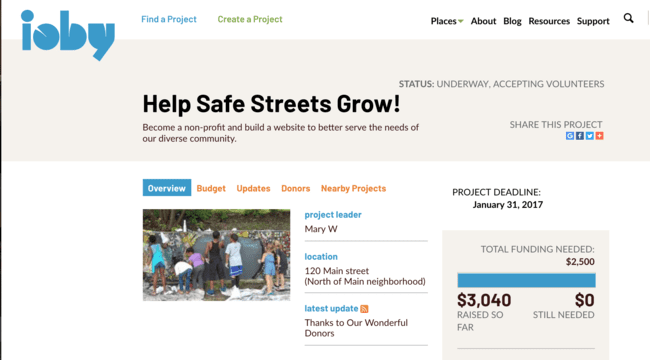 ioby
Find a Project
Create a Project
Places
About
Blog
Resources
Support
STATUS: UNDERWAY, ACCEPTING VOLUNTEERS
Help Safe Streets Grow!
Become a non-profit and build a website to better serve the needs of
our diverse community.
SHARE THIS PROJECT
Overview
Budget
Updates
Donors
Nearby Projects
project leader
Mary W
location
120 Main street
(North of Main neighborhood)
latest update
Thanks to Our Wonderful
Donors
PROJECT DEADLINE:
January 31, 2017
TOTAL FUNDING NEEDED:
$2,500
$3,040
RAISED SO
FAR
$0
STILL NEEDED